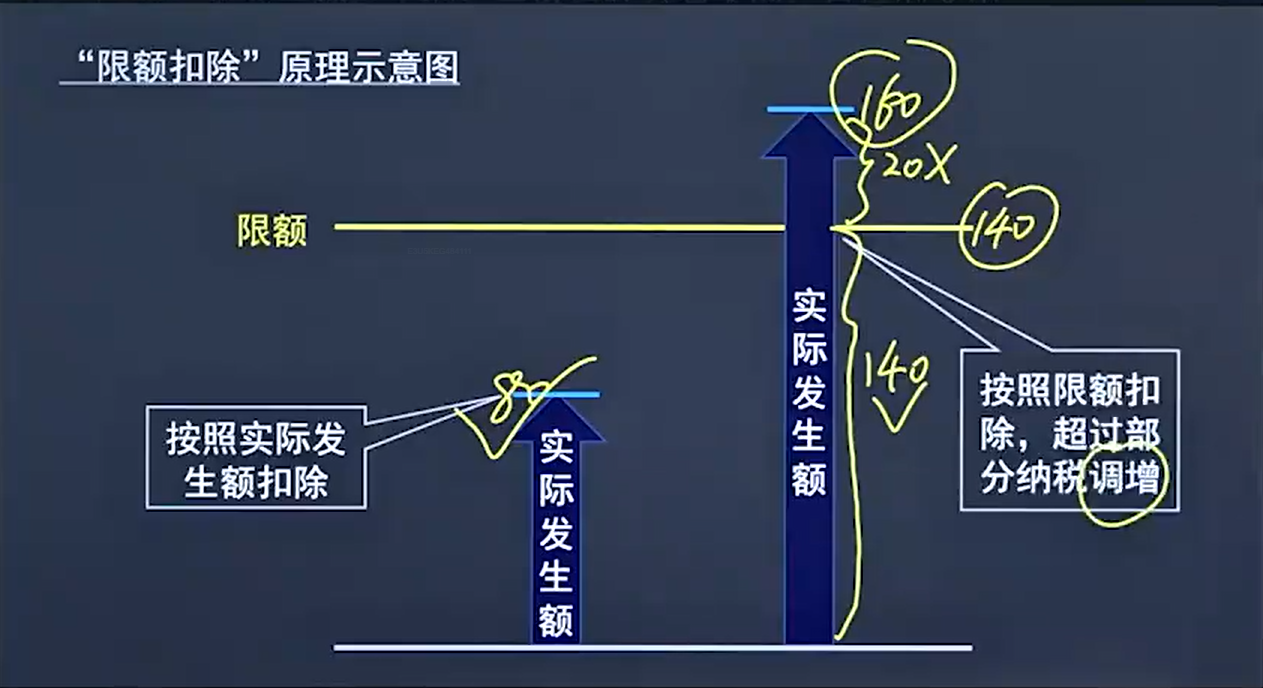 “限额扣除”原理示意图
160
20X
限额
140
实际发生额
140
80
按照实际发
生额扣除
实际发生额
按照限额扣
除，超过部
分纳税调增